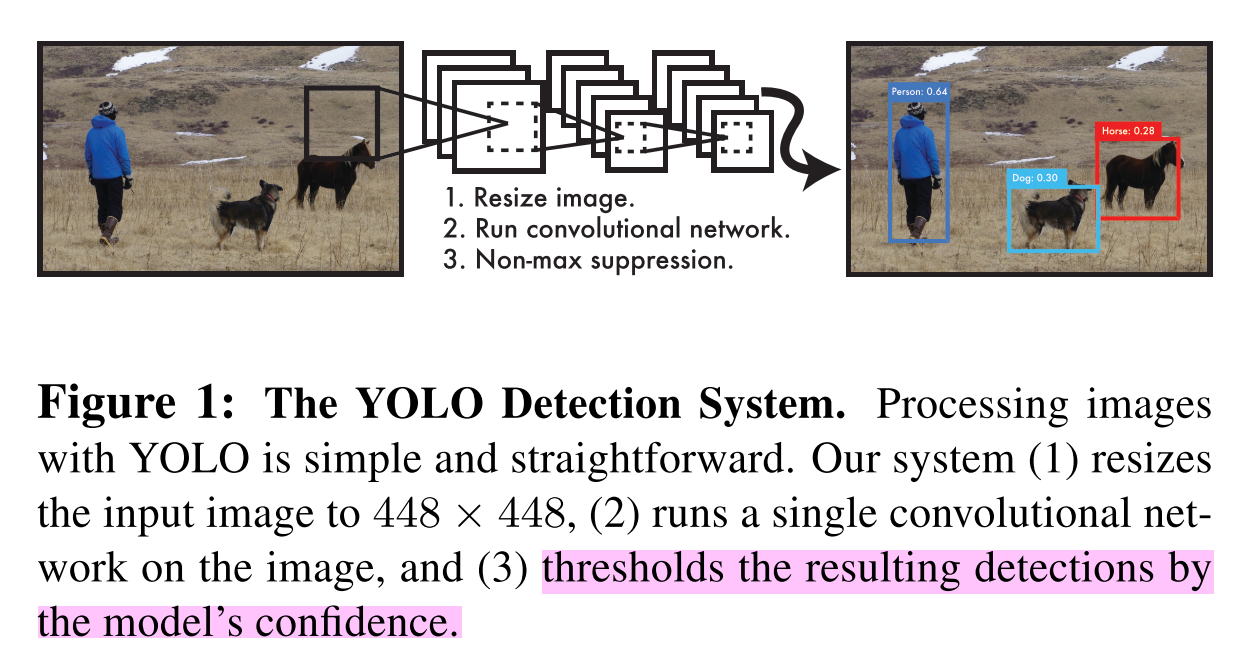 Person: 0.64
Horse: 0.28
Dog: 0.30
1. Resize image.
2. Run convolutional network.
3. Non-max suppression.
Figure 1: The YOLO Detection System. Processing images
with YOLO is simple and straightforward. Our system (1) resizes
the input image to 448 × 448, (2) runs a single convolutional net-
work on the image, and (3) thresholds the resulting detections by
the model’s confidence.